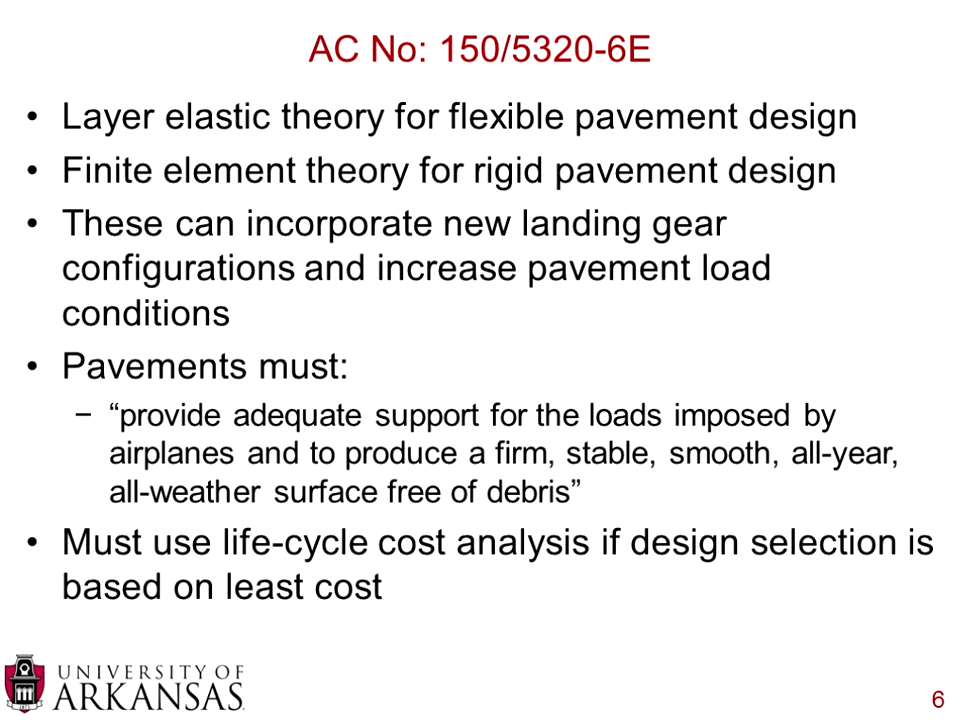 AC No: 150/5320-6E
• Layer elastic theory for flexible pavement design
• Finite element theory for rigid pavement design
• These can incorporate new landing gear
configurations and increase pavement load
conditions
• Pavements must:
− “provide adequate support for the loads imposed by
airplanes and to produce a firm, stable, smooth, all-year,
all-weather surface free of debris”
• Must use life-cycle cost analysis if design selection is
based on least cost
UNIVERSITY OF
ARKANSAS
6